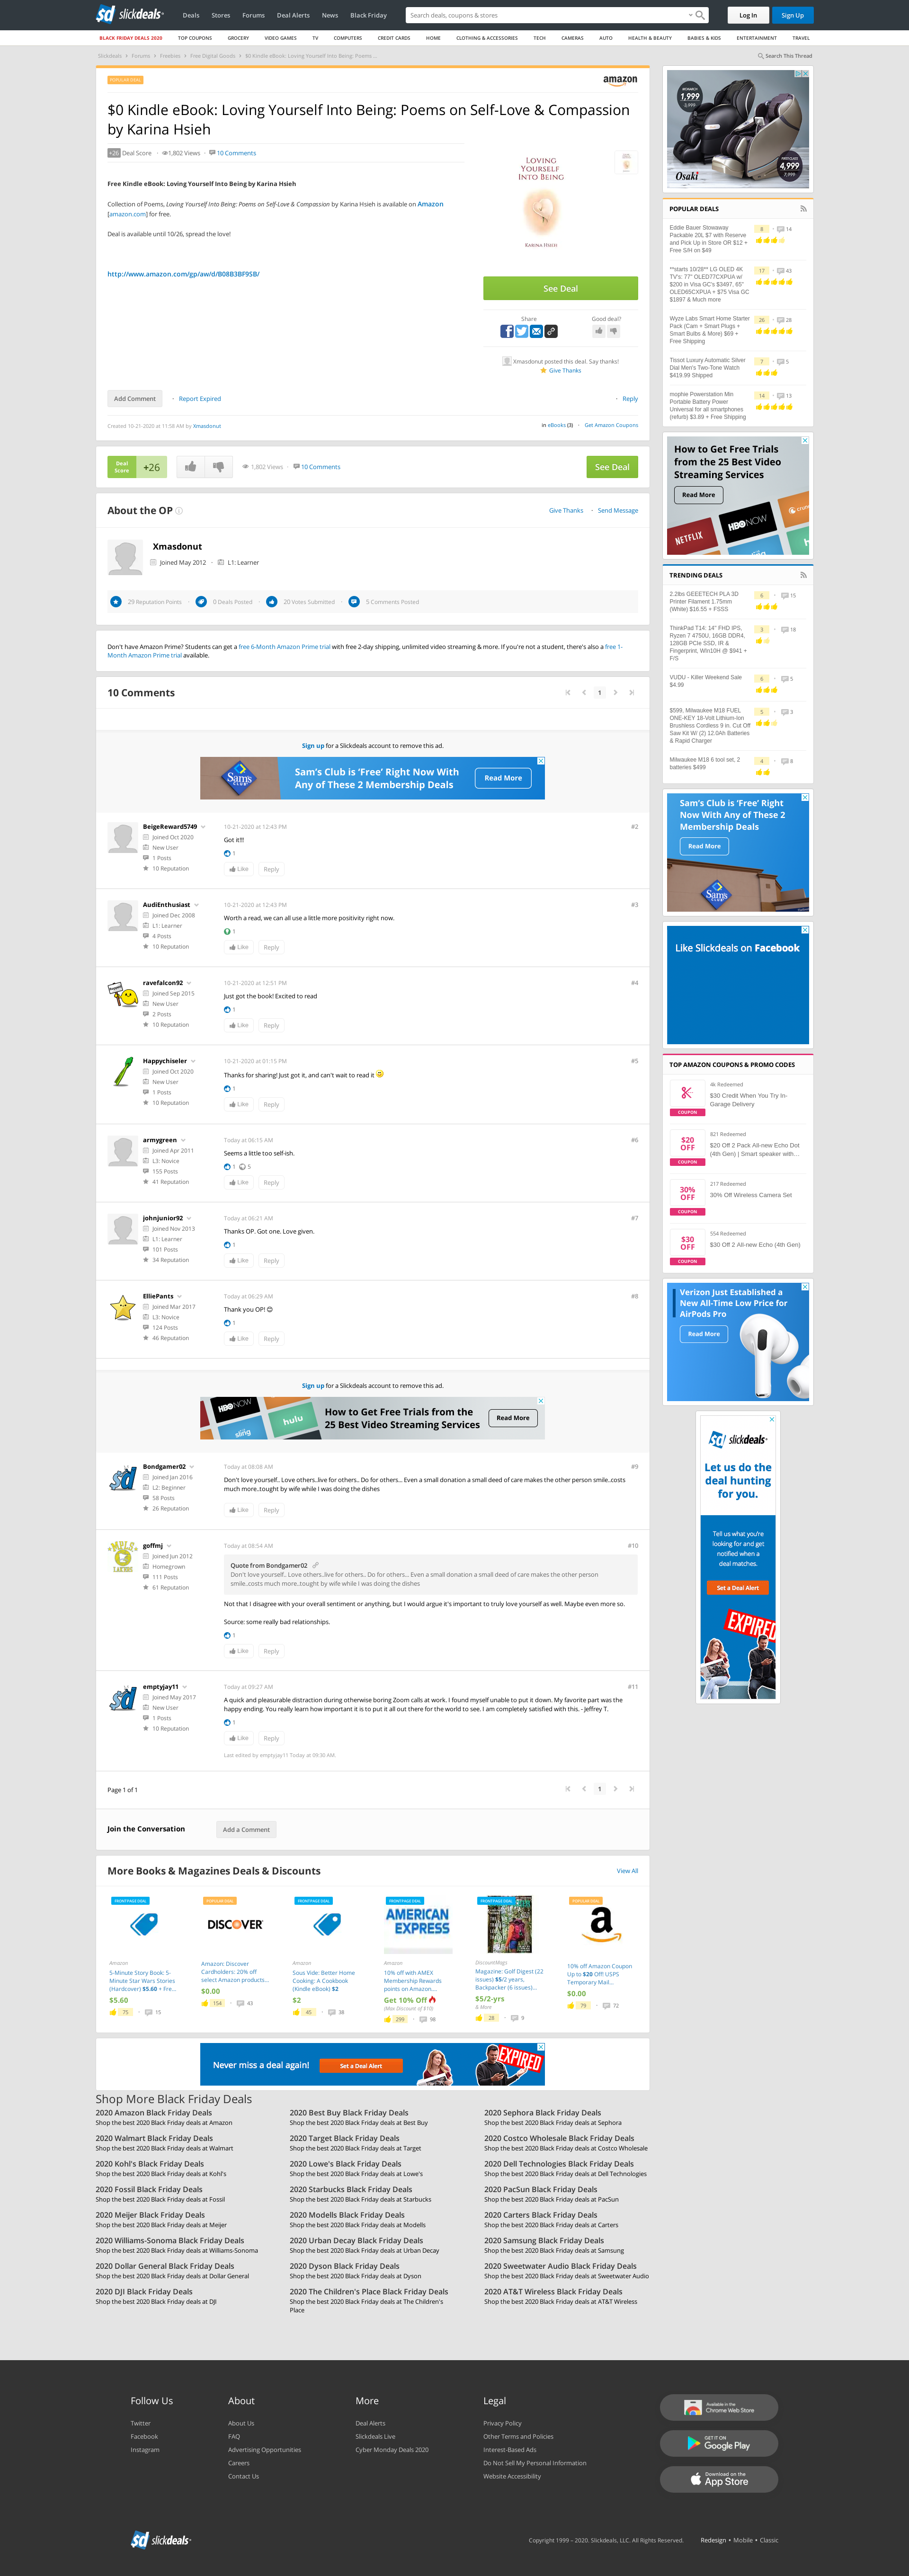 slickdeals
Deals Stores Forums Deal Alerts News Black Friday
Search deals, coupons & stores
Log In Sign Up
BLACK FRIDAY DEALS 2020 TOP COUPONS GROCERY VIDEO GAMES TV COMPUTERS CREDIT CARDS HOME CLOTHING & ACCESSORIES TECH CAMERAS AUTO HEALTH & BEAUTY BABIES & KIDS ENTERTAINMENT TRAVEL
Slickdeals > Forums > Freebies > Free Digital Goods > $0 Kindle eBook: Loving Yourself Into Being: Poems ...
Search This Thread
POPULAR DEAL
amazon
$0 Kindle eBook: Loving Yourself Into Being: Poems on Self-Love & Compassion
by Karina Hsieh
+26 Deal Score 1,802 Views 10 Comments
Free Kindle eBook: Loving Yourself Into Being by Karina Hsieh
Collection of Poems, Loving Yourself Into Being: Poems on Self-Love & Compassion by Karina Hsieh is available on Amazon
[amazon.com] for free.
Deal is available until 10/26, spread the love!
http://www.amazon.com/gp/aw/d/B08B3BF9SB/
LOVING
YOURSELF
INTO BEING
KARINA HSIEH
See Deal
Share
Good deal?
Xmasdonut posted this deal. Say thanks!
Give Thanks
Add Comment Report Expired
Reply
Created 10-21-2020 at 11:58 AM by Xmasdonut
in eBooks (3) Get Amazon Coupons
Deal
Score
+26
1,802 Views 10 Comments
See Deal
About the OP
Give Thanks Send Message
Xmasdonut
Joined May 2012 L1: Learner
29 Reputation Points 0 Deals Posted 20 Votes Submitted 5 Comments Posted
Don't have Amazon Prime? Students can get a free 6-Month Amazon Prime trial with free 2-day shipping, unlimited video streaming & more. If you're not a student, there's also a free 1-
Month Amazon Prime trial available.
10 Comments
1
Sign up for a Slickdeals account to remove this ad.
Sam's Club is 'Free' Right Now With
Any of These 2 Membership Deals
Read More
BeigeReward5749
Joined Oct 2020
New User
1 Posts
10 Reputation
10-21-2020 at 12:43 PM
#2
Got it!!!
1
Like Reply
AudiEnthusiast
Joined Dec 2008
L1: Learner
4 Posts
10 Reputation
10-21-2020 at 12:43 PM
#3
Worth a read, we can all use a little more positivity right now.
1
Like Reply
ravefalcon92
Joined Sep 2015
New User
2 Posts
10 Reputation
10-21-2020 at 12:51 PM
#4
Just got the book! Excited to read
1
Like Reply
Happychiseler
Joined Oct 2020
New User
1 Posts
10 Reputation
10-21-2020 at 01:15 PM
#5
Thanks for sharing! Just got it, and can't wait to read it
1
Like Reply
armygreen
Joined Apr 2011
L3: Novice
155 Posts
41 Reputation
Today at 06:15 AM
#6
Seems a little too self-ish.
1 5
Like Reply
johnjunior92
Joined Nov 2013
L1: Learner
101 Posts
34 Reputation
Today at 06:21 AM
#7
Thanks OP. Got one. Love given.
1
Like Reply
ElliePants
Joined Mar 2017
L3: Novice
124 Posts
46 Reputation
Today at 06:29 AM
#8
Thank you OP! 😊
1
Like Reply
Sign up for a Slickdeals account to remove this ad.
sling hulu
How to Get Free Trials from the
25 Best Video Streaming Services
Read More
Bondgamer02
Joined Jan 2016
L2: Beginner
58 Posts
26 Reputation
Today at 08:08 AM
#9
Don't love yourself.. Love others..live for others.. Do for others... Even a small donation a small deed of care makes the other person smile..costs
much more..tought by wife while I was doing the dishes
Like Reply
goffmj
Joined Jun 2012
Homegrown
111 Posts
61 Reputation
Today at 08:54 AM
#10
Quote from Bondgamer02
Don't love yourself.. Love others..live for others.. Do for others... Even a small donation a small deed of care makes the other person
smile..costs much more..tought by wife while I was doing the dishes
Not that I disagree with your overall sentiment or anything, but I would argue it's important to truly love yourself as well. Maybe even more so.
Source: some really bad relationships.
1
Like Reply
emptyjay11
Joined May 2017
New User
1 Posts
10 Reputation
Today at 09:27 AM
#11
A quick and pleasurable distraction during otherwise boring Zoom calls at work. I found myself unable to put it down. My favorite part was the
happy ending. You really learn how important it is to put it all out there for the world to see. I am completely satisfied with this. - Jeffrey T.
1
Like Reply
Last edited by emptyjay11 Today at 09:30 AM.
Page 1 of 1
1
Join the Conversation
Add a Comment
More Books & Magazines Deals & Discounts
View All
FRONTPAGE DEAL
Amazon
5-Minute Story Book: 5-
Minute Star Wars Stories
(Hardcover) $5.60 + Fre...
$5.60
75 15
POPULAR DEAL
DISCOVER
Amazon: Discover
Cardholders: 20% off
select Amazon products...
$0.00
154 43
FRONTPAGE DEAL
Amazon
Sous Vide: Better Home
Cooking: A Cookbook
(Kindle eBook) $2
$2
45 38
FRONTPAGE DEAL
AMERICAN
EXPRESS
Amazon
10% off with AMEX
Membership Rewards
points on Amazon...
Get 10% Off
(Max Discount of $10)
299 98
FRONTPAGE DEAL
DiscountMags
Magazine: Golf Digest (22
issues) $5/2 years,
Backpacker (6 issues)...
$5/2-yrs
& More
28 9
POPULAR DEAL
10% off Amazon Coupon
Up to $20 Off! USPS
Temporary Mail...
$0.00
79 72
Never miss a deal again!
Set a Deal Alert
EXPIRED
Shop More Black Friday Deals
2020 Amazon Black Friday Deals
Shop the best 2020 Black Friday deals at Amazon
2020 Best Buy Black Friday Deals
Shop the best 2020 Black Friday deals at Best Buy
2020 Sephora Black Friday Deals
Shop the best 2020 Black Friday deals at Sephora
2020 Walmart Black Friday Deals
Shop the best 2020 Black Friday deals at Walmart
2020 Target Black Friday Deals
Shop the best 2020 Black Friday deals at Target
2020 Costco Wholesale Black Friday Deals
Shop the best 2020 Black Friday deals at Costco Wholesale
2020 Kohl's Black Friday Deals
Shop the best 2020 Black Friday deals at Kohl's
2020 Lowe's Black Friday Deals
Shop the best 2020 Black Friday deals at Lowe's
2020 Dell Technologies Black Friday Deals
Shop the best 2020 Black Friday deals at Dell Technologies
2020 Fossil Black Friday Deals
Shop the best 2020 Black Friday deals at Fossil
2020 Starbucks Black Friday Deals
Shop the best 2020 Black Friday deals at Starbucks
2020 PacSun Black Friday Deals
Shop the best 2020 Black Friday deals at PacSun
2020 Meijer Black Friday Deals
Shop the best 2020 Black Friday deals at Meijer
2020 Modells Black Friday Deals
Shop the best 2020 Black Friday deals at Modells
2020 Carters Black Friday Deals
Shop the best 2020 Black Friday deals at Carters
2020 Williams-Sonoma Black Friday Deals
Shop the best 2020 Black Friday deals at Williams-Sonoma
2020 Urban Decay Black Friday Deals
Shop the best 2020 Black Friday deals at Urban Decay
2020 Samsung Black Friday Deals
Shop the best 2020 Black Friday deals at Samsung
2020 Dollar General Black Friday Deals
Shop the best 2020 Black Friday deals at Dollar General
2020 Dyson Black Friday Deals
Shop the best 2020 Black Friday deals at Dyson
2020 Sweetwater Audio Black Friday Deals
Shop the best 2020 Black Friday deals at Sweetwater Audio
2020 DJI Black Friday Deals
Shop the best 2020 Black Friday deals at DJI
2020 The Children's Place Black Friday Deals
Shop the best 2020 Black Friday deals at The Children's
Place
2020 AT&T Wireless Black Friday Deals
Shop the best 2020 Black Friday deals at AT&T Wireless
1,999
4,999
Osaki
POPULAR DEALS
Eddie Bauer Stowaway
Packable 20L $7 with Reserve
and Pick Up in Store OR $12 +
Free S/H on $49
8 14
**starts 10/28** LG OLED 4K
TV's: 77" OLED77CXPUA w/
$200 in Visa GC's $3497, 65"
OLED65CXPUA + $75 Visa GC
$1897 & Much more
17 43
Wyze Labs Smart Home Starter
Pack (Cam + Smart Plugs +
Smart Bulbs & More) $69 +
Free Shipping
26 28
Tissot Luxury Automatic Silver
Dial Men's Two-Tone Watch
$419.99 Shipped
7 5
mophie Powerstation Min
Portable Battery Power
Universal for all smartphones
(refurb) $3.69 + Free Shipping
14 13
How to Get Free Trials
from the 25 Best Video
Streaming Services
Read More
HBO NOW
NETFLIX
hulu
TRENDING DEALS
2.2lbs GEEETECH PLA 3D
Printer Filament 1.75mm
(White) $16.55 + FSSS
6 15
ThinkPad T14: 14" FHD IPS,
Ryzen 7 4750U, 16GB DDR4,
128GB PCIe SSD, IR &
Fingerprint, Win10H @ $941 +
F/S
3 18
VUDU - Killer Weekend Sale
$4.99
6 5
$599, Milwaukee M18 FUEL
ONE-KEY 18-Volt Lithium-Ion
Brushless Cordless 9 in. Cut Off
Saw Kit W/ (2) 12.0Ah Batteries
& Rapid Charger
5 3
Milwaukee M18 6 tool set, 2
batteries $499
4 8
Sam's Club is 'Free' Right
Now With Any of These 2
Membership Deals
Read More
Like Slickdeals on Facebook
TOP AMAZON COUPONS & PROMO CODES
COUPON
4k Redeemed
$30 Credit When You Try In-
Garage Delivery
$20
OFF
COUPON
821 Redeemed
$20 Off 2 Pack All-new Echo Dot
(4th Gen) | Smart speaker with...
30%
OFF
COUPON
217 Redeemed
30% Off Wireless Camera Set
$30
OFF
COUPON
554 Redeemed
$30 Off 2 All-new Echo (4th Gen)
Verizon Just Established a
New All-Time Low Price for
AirPods Pro
Read More
slickdeals
Let us do
the deal
hunting
for you.
Tell us what you're
looking for and get
notified when a
deal matches.
Set a Deal Alert
EXPIRED
Follow Us
Twitter
Facebook
Instagram
About
About Us
FAQ
Advertising Opportunities
Careers
Contact Us
More
Deal Alerts
Slickdeals Live
Cyber Monday Deals 2020
Legal
Privacy Policy
Other Terms and Policies
Interest-Based Ads
Do Not Sell My Personal Information
Website Accessibility
Available in the
Chrome Web Store
GET IT ON
Google Play
Download on the
App Store
slickdeals
Copyright 1999 - 2020. Slickdeals, LLC. All Rights Reserved. Redesign • Mobile • Classic